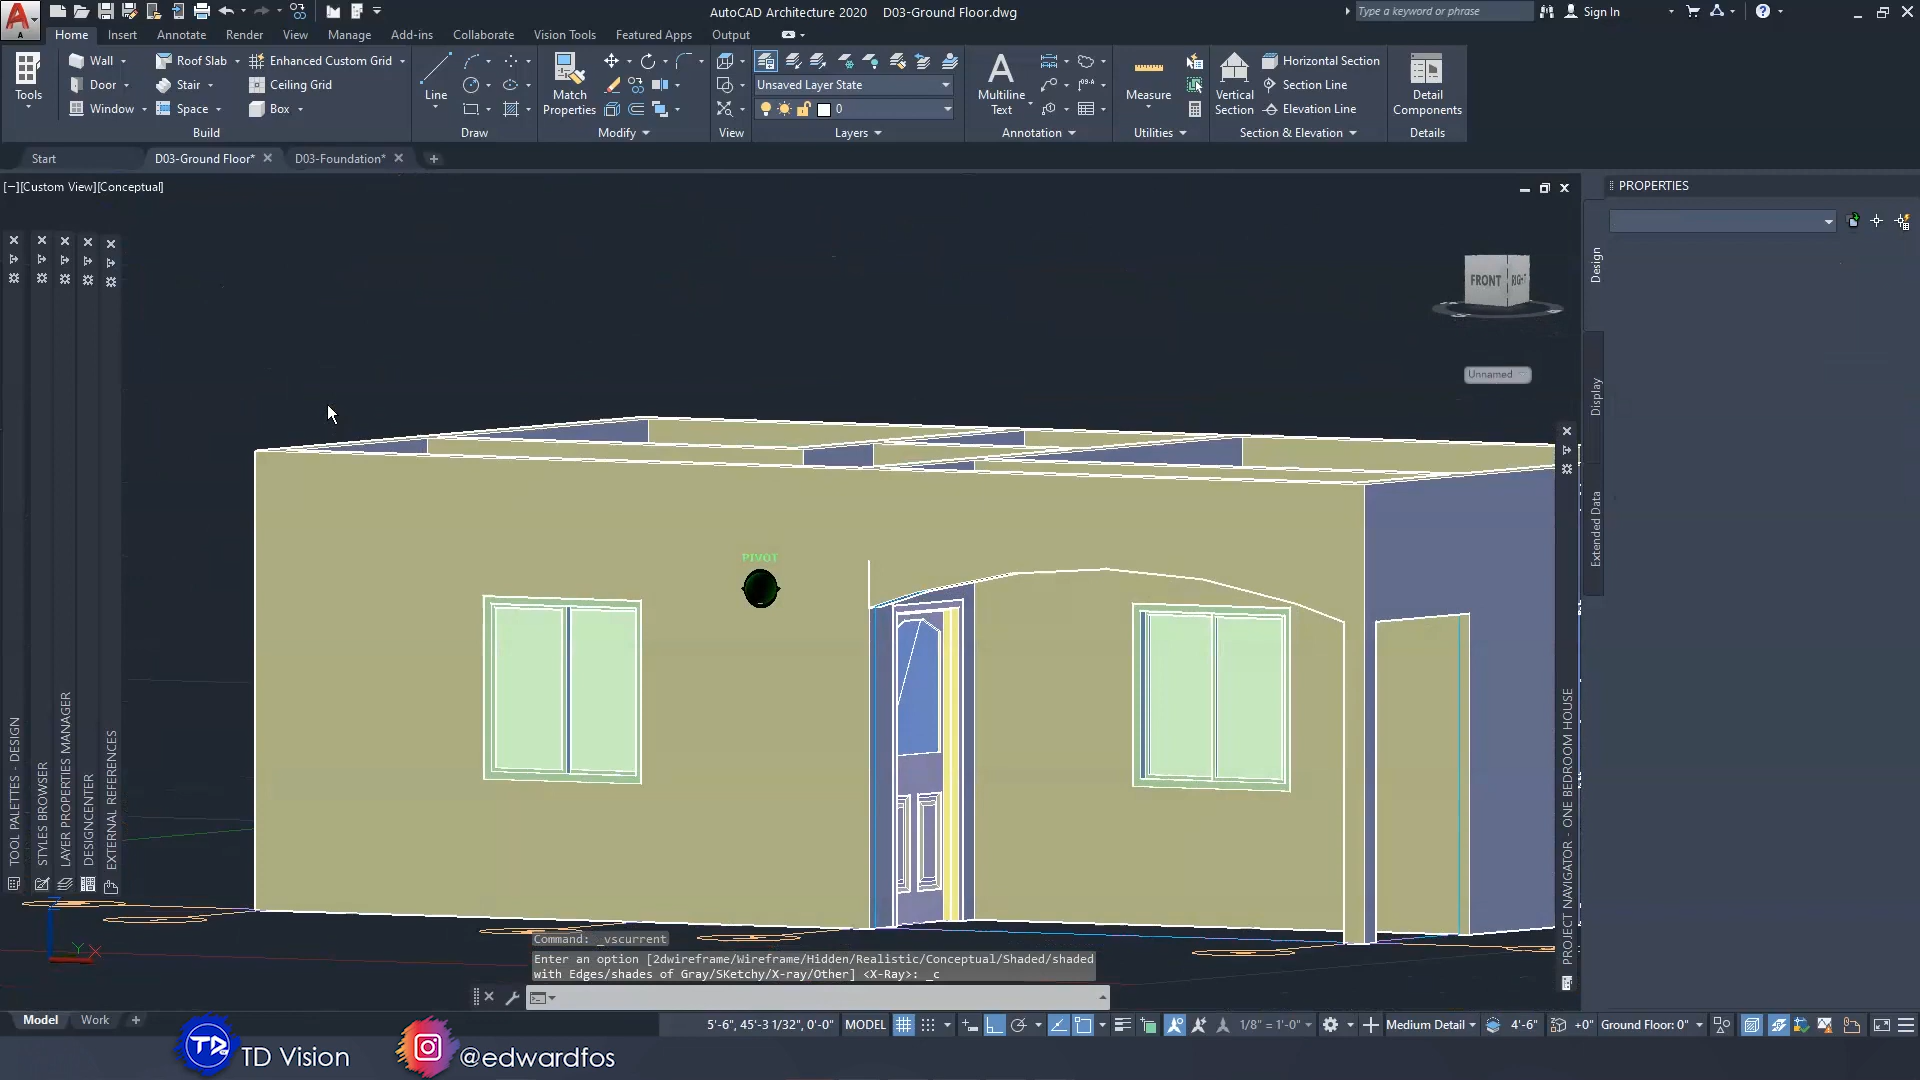 AutoCAD Architecture 2020 D03-Ground Floor.dwg
Type a keyword or phrase
Sign In
Home Insert Annotate Render View Manage Add-ins Collaborate View Tools Featured Apps Output
Tools
Wall
Door
Window
Roof Slab
Stair
Space
Enhanced Custom Grid
Ceiling Grid
Box
Build
Line
Draw
Match
Properties
Modify
View
Unsaved Layer State
0
Layers
Multiline
Text
Annotation
Measure
Utilities
Vertical
Section
Horizontal Section
Section Line
Elevation Line
Section & Elevation
Detail
Components
Details
Start
D03-Ground Floor*
D03-Foundation*
[−][Custom View][Conceptual]
PROPERTIES
Design
Display
Extended Data
FRONT
RIGHT
Unnamed
PIVOT
TOOL PALETTES - DESIGN
STYLES BROWSER
LAYER PROPERTIES MANAGER
DESIGNCENTER
EXTERNAL REFERENCES
PROJECT NAVIGATOR - ONE BEDROOM HOUSE
Y
X
Command: _vscurrent
Enter an option [2dwireframe/Wireframe/Hidden/Realistic/Conceptual/Shaded/shaded
with Edges/shades of Gray/SKetchy/X-ray/Other] <X-Ray>: _c
Model Work
5'-6", 45'-3 1/32", 0'-0" MODEL
1/8" = 1'-0"
Medium Detail
4'-6"
+0"
Ground Floor: 0"
TD TD Vision
@edwardfos